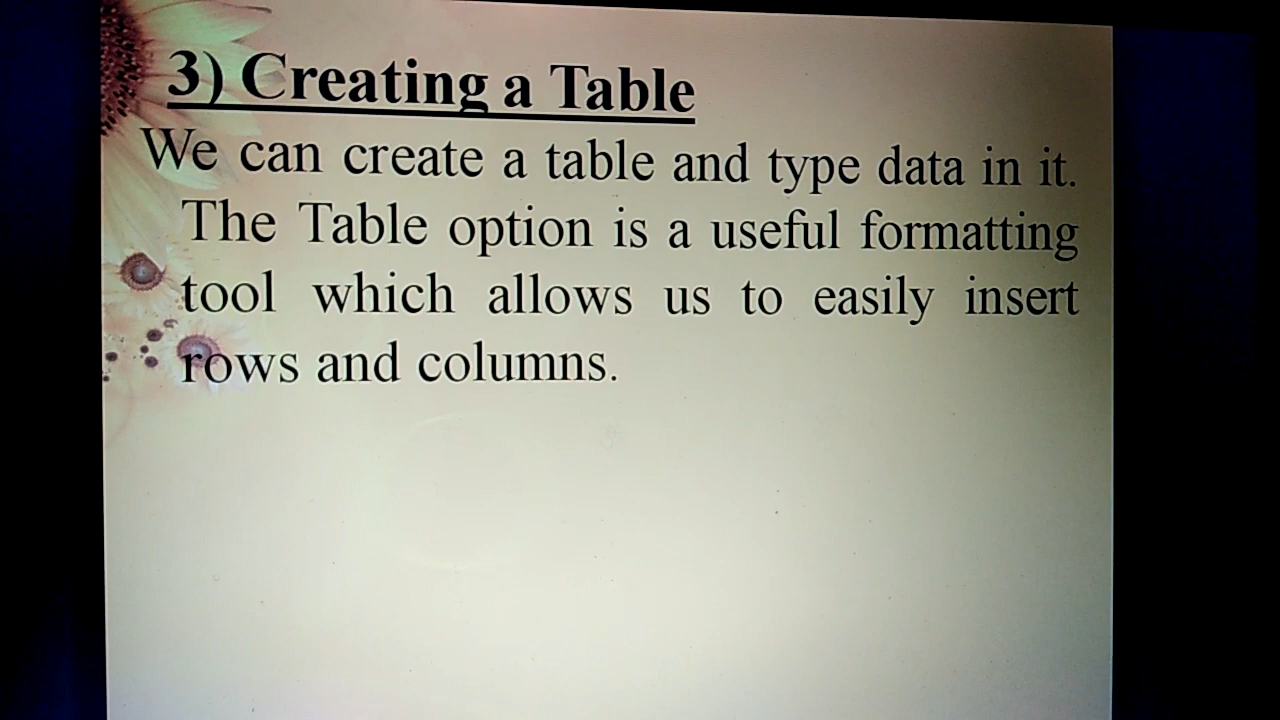 3) Creating a Table
We can create a table and type data in it.
The Table option is a useful formatting
tool which allows us to easily insert
rows and columns.